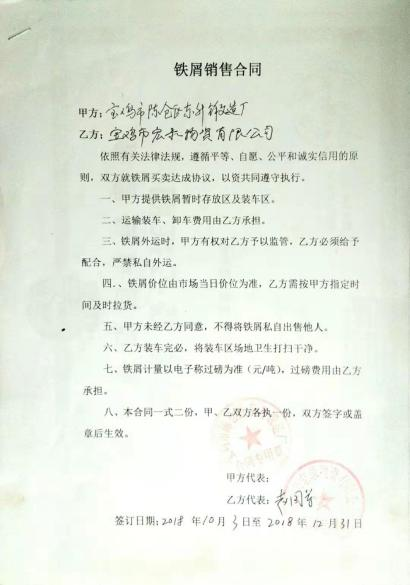 铁屑销售合同
甲方：宝鸡市陈仓区东升铸造厂
乙方：宝鸡市宏和物资有限公司
依照有关法律法规，遵循平等、自愿、公平和诚实信用的原
则，双方就铁屑买卖达成协议，以资共同遵守执行。
一、甲方提供铁屑暂时存放区及装车区。
二、运输装车、卸车费用由乙方承担。
三、铁屑外运时，甲方有权对乙方予以监管，乙方必须给予
配合，严禁私自外运。
四.、铁屑价位由市场当日价位为准，乙方需按甲方指定时
间及时拉货。
五、甲方未经乙方同意，不得将铁屑私自出售他人。
六、乙方装车完必，将装车区场地卫生打扫干净。
七、铁屑计量以电子称过磅为准（元/吨），过磅费用由乙方
承担。
八、本合同一式二份，甲、乙双方各执一份，双方签字或盖
章后生效。
甲方代表：
乙方代表：
签订日期：2018 年 10 月 3 日至 2018 年 12 月 31 日